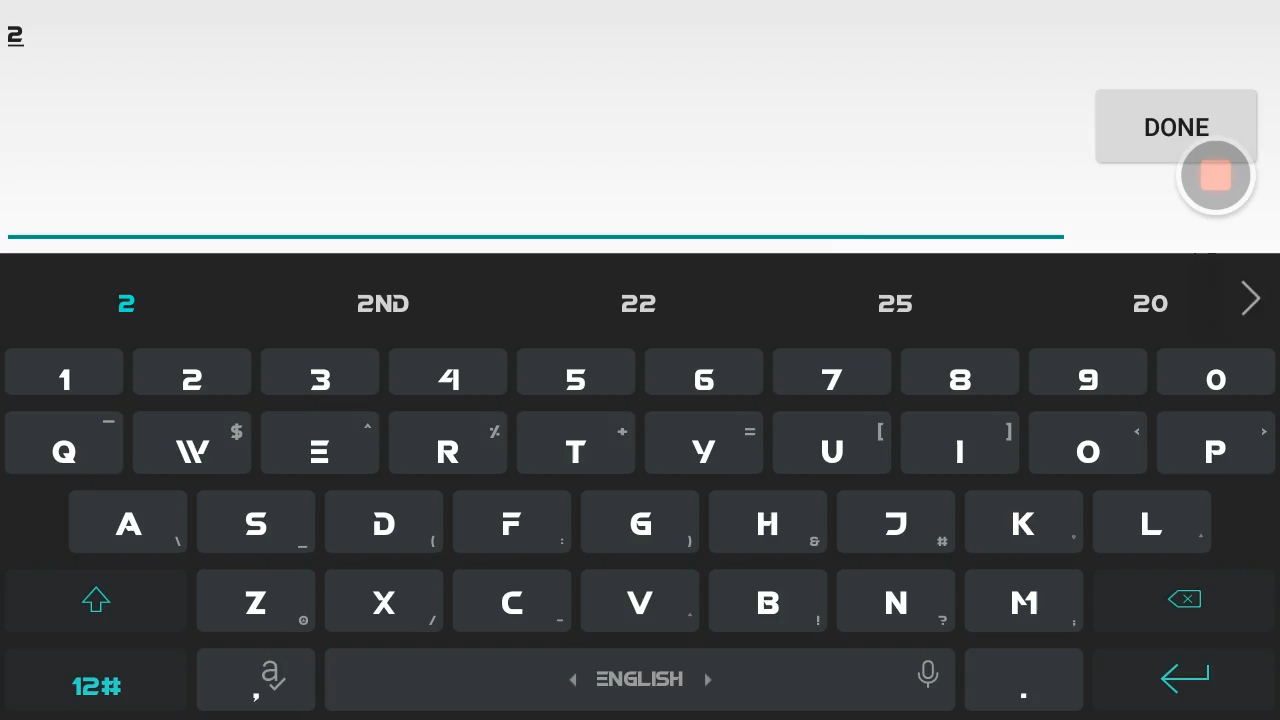 2
DONE
2 2ND 22 25 20
1 2 3 4 5 6 7 8 9 0
Q W $ E ^ R % T + Y = U [ I ] O < P >
A \ S _ D ( F : G ) H & J # K L
Z X / C - V B ! N ? M ;
12# , a ENGLISH .